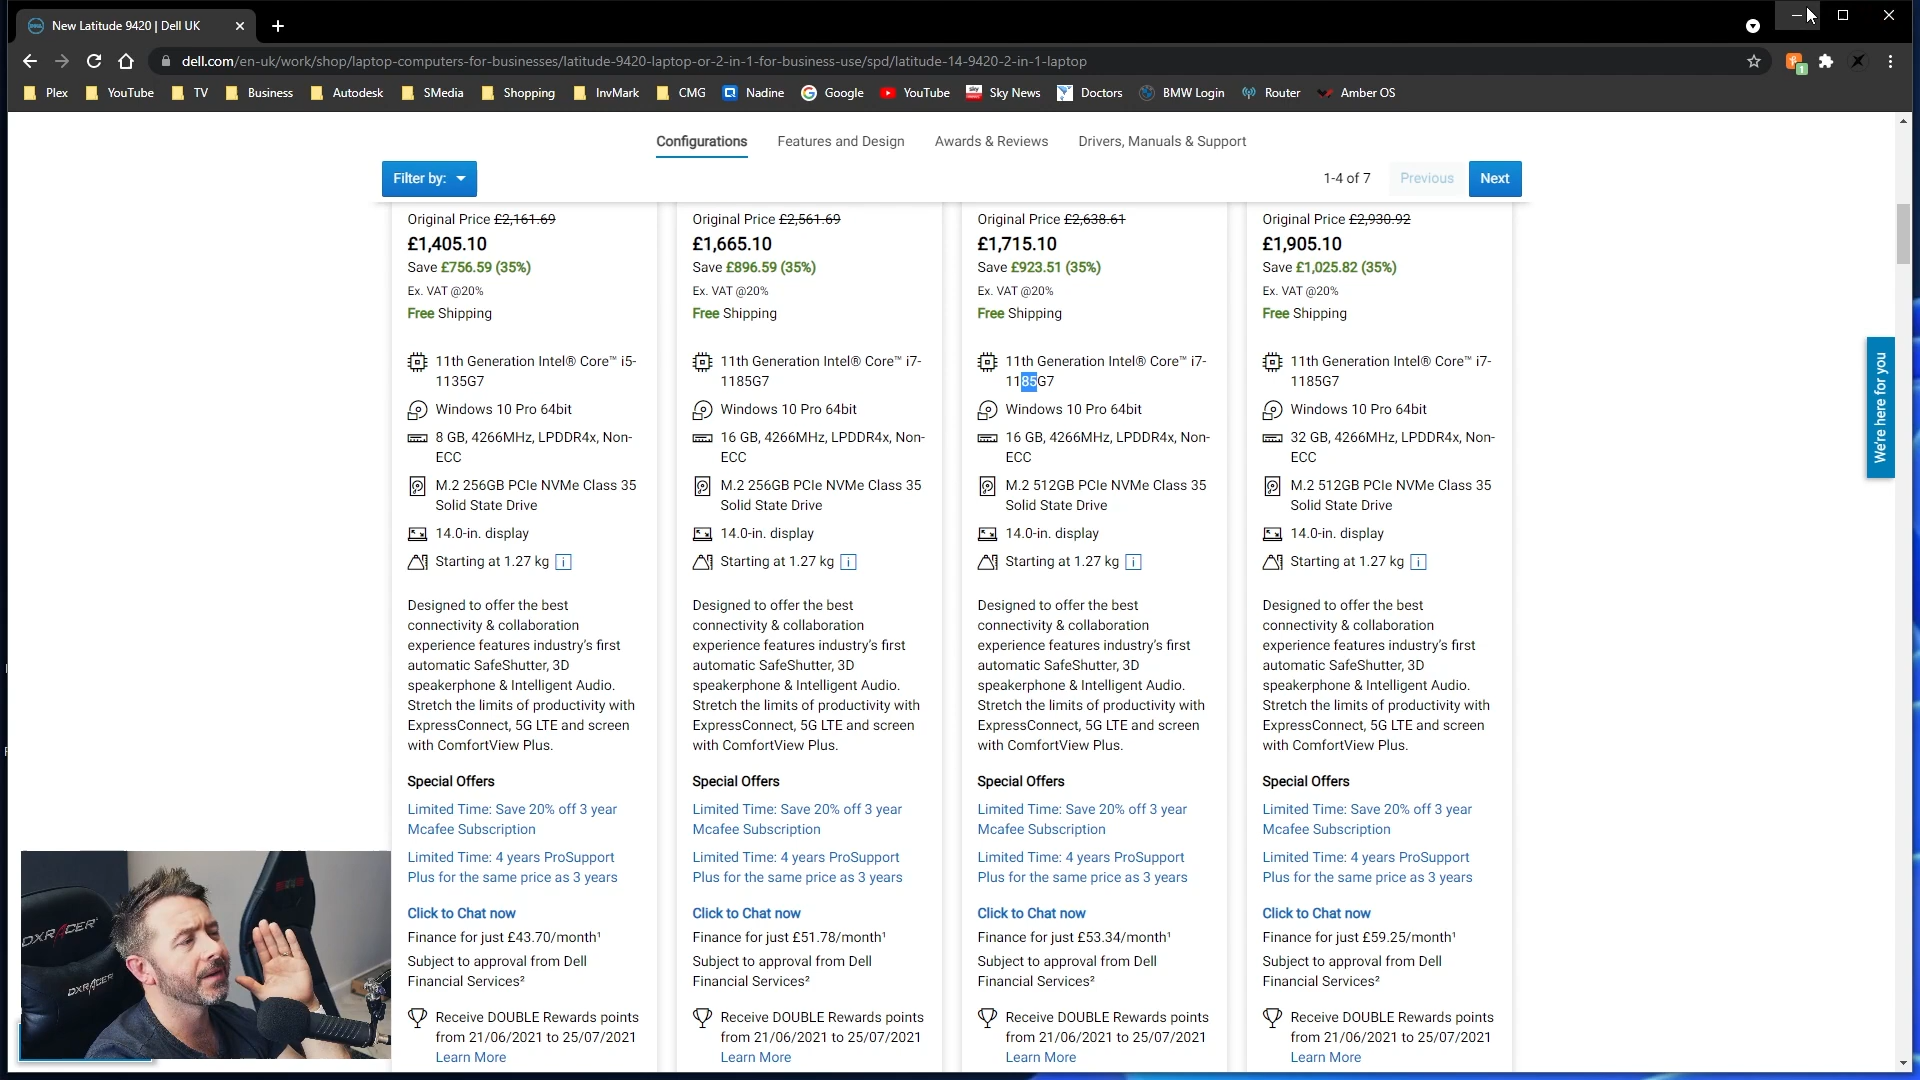 New Latitude 9420 | Dell UK
dell.com/en-uk/work/shop/laptop-computers-for-businesses/latitude-9420-laptop-or-2-in-1-for-business-use/spd/latitude-14-9420-2-in-1-laptop
1
Plex YouTube TV Business Autodesk SMedia Shopping InvMark CMG Nadine Google YouTube Sky News Doctors BMW Login Router Amber OS
Configurations Features and Design Awards & Reviews Drivers, Manuals & Support
Filter by: 1-4 of 7 Previous Next
Original Price £2,161.69
£1,405.10
Save £756.59 (35%)
Ex. VAT @20%
Free Shipping
11th Generation Intel® Core™ i5-
1135G7
Windows 10 Pro 64bit
8 GB, 4266MHz, LPDDR4x, Non-
ECC
M.2 256GB PCIe NVMe Class 35
Solid State Drive
14.0-in. display
Starting at 1.27 kg i
Designed to offer the best
connectivity & collaboration
experience features industry's first
automatic SafeShutter, 3D
speakerphone & Intelligent Audio.
Stretch the limits of productivity with
ExpressConnect, 5G LTE and screen
with ComfortView Plus.
Special Offers
Limited Time: Save 20% off 3 year
Mcafee Subscription
Limited Time: 4 years ProSupport
Plus for the same price as 3 years
Click to Chat now
Finance for just £43.70/month¹
Subject to approval from Dell
Financial Services²
Receive DOUBLE Rewards points
from 21/06/2021 to 25/07/2021
Learn More
Original Price £2,561.69
£1,665.10
Save £896.59 (35%)
Ex. VAT @20%
Free Shipping
11th Generation Intel® Core™ i7-
1185G7
Windows 10 Pro 64bit
16 GB, 4266MHz, LPDDR4x, Non-
ECC
M.2 256GB PCIe NVMe Class 35
Solid State Drive
14.0-in. display
Starting at 1.27 kg i
Designed to offer the best
connectivity & collaboration
experience features industry's first
automatic SafeShutter, 3D
speakerphone & Intelligent Audio.
Stretch the limits of productivity with
ExpressConnect, 5G LTE and screen
with ComfortView Plus.
Special Offers
Limited Time: Save 20% off 3 year
Mcafee Subscription
Limited Time: 4 years ProSupport
Plus for the same price as 3 years
Click to Chat now
Finance for just £51.78/month¹
Subject to approval from Dell
Financial Services²
Receive DOUBLE Rewards points
from 21/06/2021 to 25/07/2021
Learn More
Original Price £2,638.61
£1,715.10
Save £923.51 (35%)
Ex. VAT @20%
Free Shipping
11th Generation Intel® Core™ i7-
1185G7
Windows 10 Pro 64bit
16 GB, 4266MHz, LPDDR4x, Non-
ECC
M.2 512GB PCIe NVMe Class 35
Solid State Drive
14.0-in. display
Starting at 1.27 kg i
Designed to offer the best
connectivity & collaboration
experience features industry's first
automatic SafeShutter, 3D
speakerphone & Intelligent Audio.
Stretch the limits of productivity with
ExpressConnect, 5G LTE and screen
with ComfortView Plus.
Special Offers
Limited Time: Save 20% off 3 year
Mcafee Subscription
Limited Time: 4 years ProSupport
Plus for the same price as 3 years
Click to Chat now
Finance for just £53.34/month¹
Subject to approval from Dell
Financial Services²
Receive DOUBLE Rewards points
from 21/06/2021 to 25/07/2021
Learn More
Original Price £2,930.92
£1,905.10
Save £1,025.82 (35%)
Ex. VAT @20%
Free Shipping
11th Generation Intel® Core™ i7-
1185G7
Windows 10 Pro 64bit
32 GB, 4266MHz, LPDDR4x, Non-
ECC
M.2 512GB PCIe NVMe Class 35
Solid State Drive
14.0-in. display
Starting at 1.27 kg i
Designed to offer the best
connectivity & collaboration
experience features industry's first
automatic SafeShutter, 3D
speakerphone & Intelligent Audio.
Stretch the limits of productivity with
ExpressConnect, 5G LTE and screen
with ComfortView Plus.
Special Offers
Limited Time: Save 20% off 3 year
Mcafee Subscription
Limited Time: 4 years ProSupport
Plus for the same price as 3 years
Click to Chat now
Finance for just £59.25/month¹
Subject to approval from Dell
Financial Services²
Receive DOUBLE Rewards points
from 21/06/2021 to 25/07/2021
Learn More
We're here for you
DXRACER
DXRACER